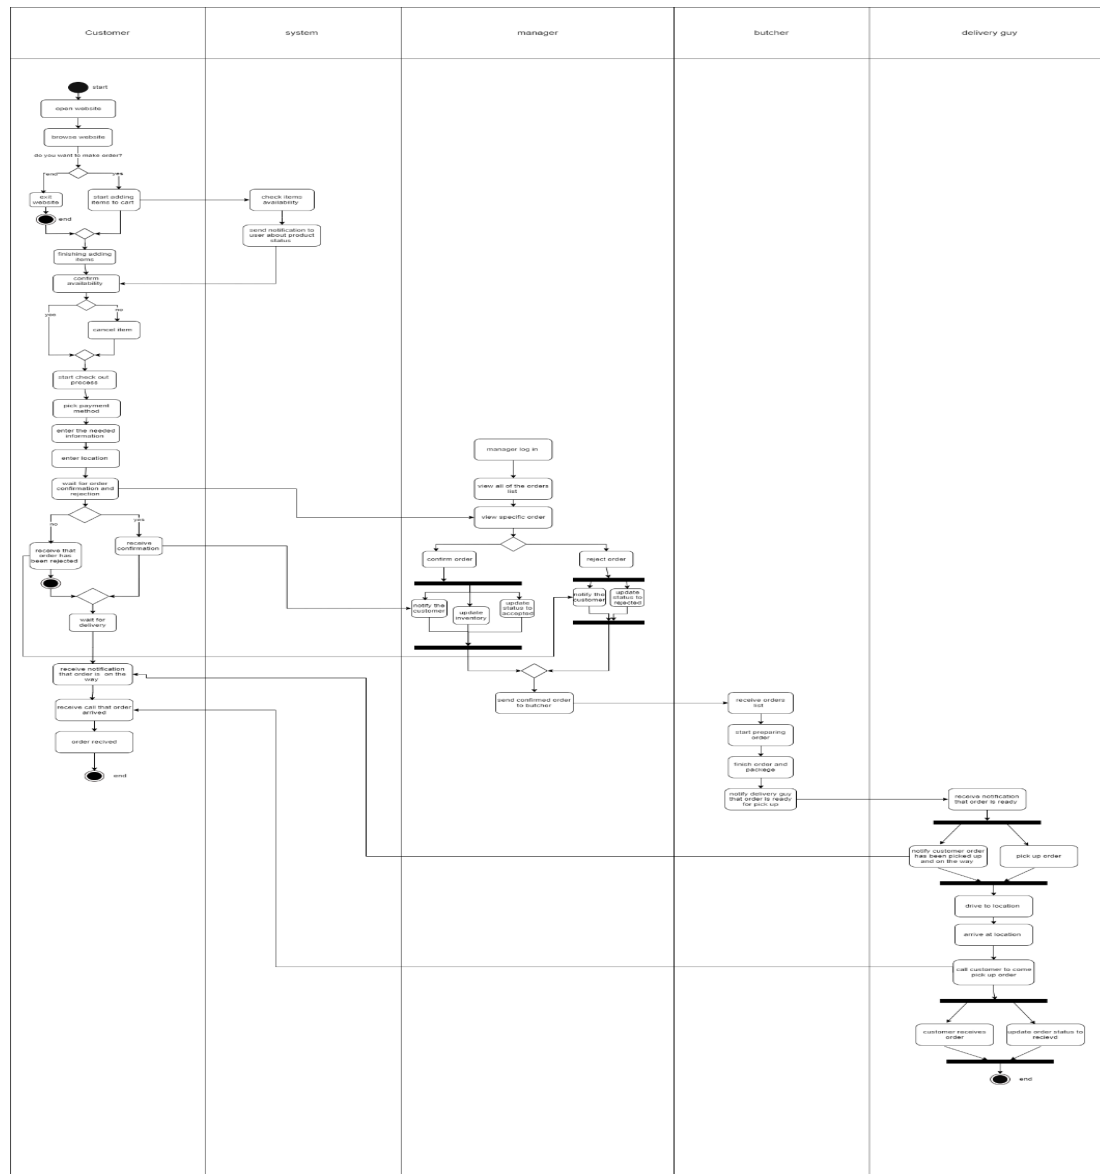 Customer
system
manager
butcher
delivery guy
start
open website
browse website
do you want to make order?
end
yes
exit
website
start adding
items to cart
end
finishing adding
items
confirm
availability
no
yes
cancel item
start check out
process
pick payment
method
enter the needed
information
enter location
wait for order
confirmation and
rejection
no
yes
receive that
order has
been rejected
receive
confirmation
wait for
delivery
receive notification
that order is on the
way
receive call that order
arrived
order recived
end
check items
availability
send notification to
user about product
status
manager log in
view all of the orders
list
view specific order
confirm order
reject order
notify the
customer
update
inventory
update
status to
accepted
notify the
customer
update
status to
rejected
send confirmed order
to butcher
receive orders
list
start preparing
order
finish order and
package
notify delivery guy
that order is ready
for pick up
receive notification
that order is ready
notify customer order
has been picked up
and on the way
pick up order
drive to location
arrive at location
call customer to come
pick up order
customer receives
order
update order status to
recievd
end